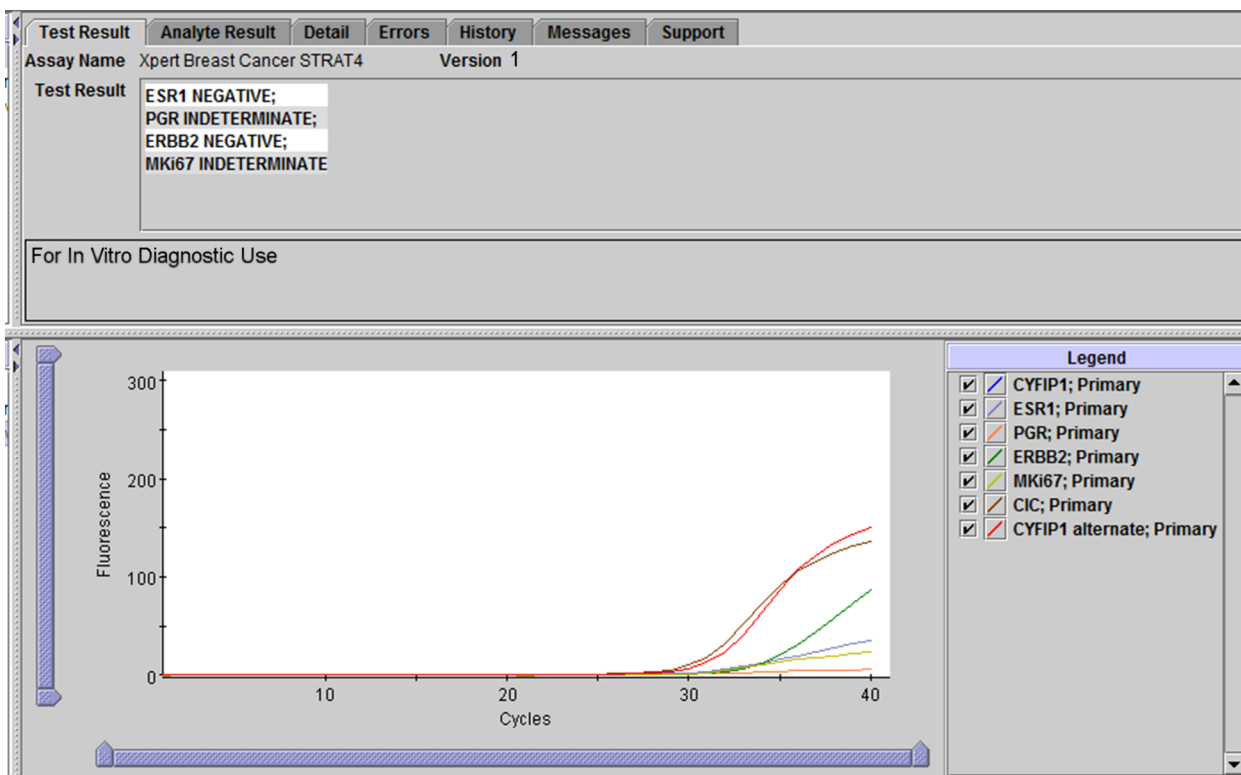 Test Result Analyte Result Detail Errors History Messages Support
Assay Name Xpert Breast Cancer STRAT4 Version 1
Test Result
ESR1 NEGATIVE;
PGR INDETERMINATE;
ERBB2 NEGATIVE;
MKi67 INDETERMINATE
For In Vitro Diagnostic Use
300
200
100
0
Fluorescence
10 20 30 40
Cycles
Legend
CYFIP1; Primary
ESR1; Primary
PGR; Primary
ERBB2; Primary
MKi67; Primary
CIC; Primary
CYFIP1 alternate; Primary